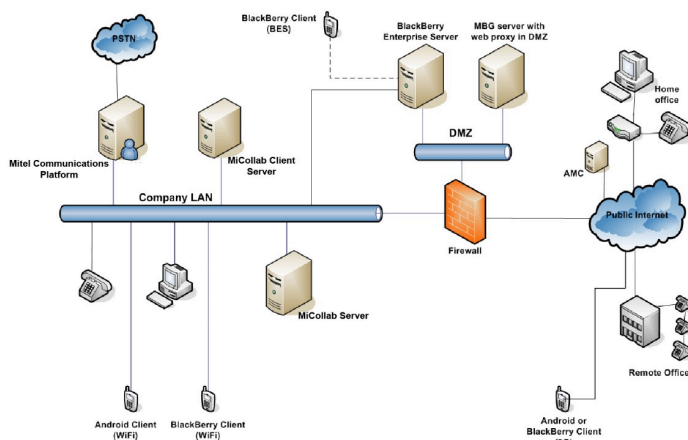 BlackBerry Client
(BES)
BlackBerry
Enterprise Server
MBG server with
web proxy in DMZ
PSTN
Home
office
Mitel Communications
Platform
MiCollab Client
Server
DMZ
AMC
Company LAN
Public Internet
Firewall
MiCollab Server
Remote Office
Android Client
(WiFi)
BlackBerry Client
(WiFi)
Android or
BlackBerry Client